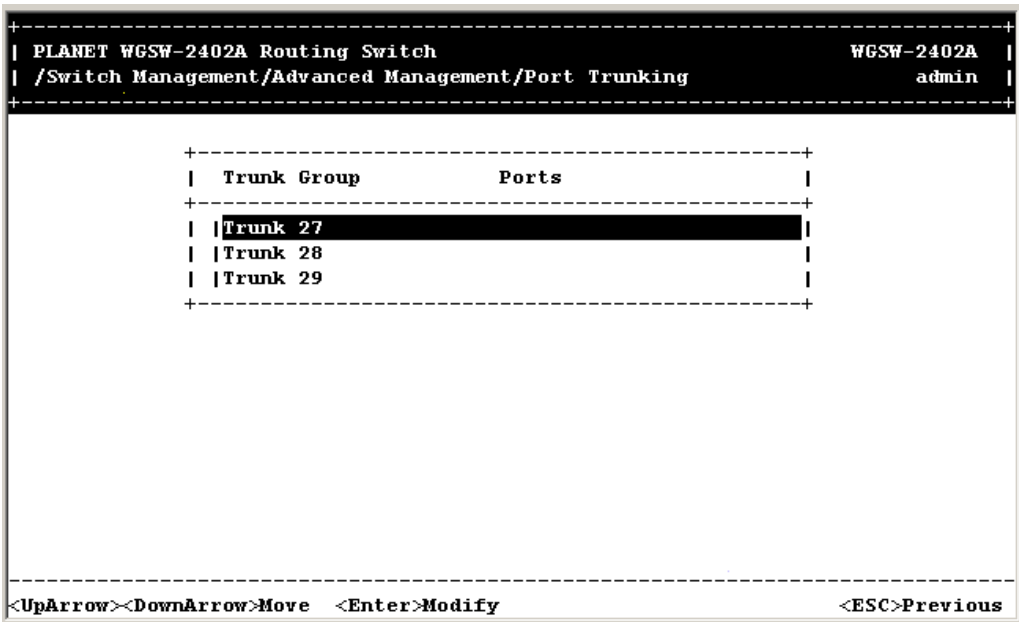 PLANET WGSW-2402A Routing Switch WGSW-2402A
/Switch Management/Advanced Management/Port Trunking admin
Trunk Group Ports
Trunk 27
Trunk 28
Trunk 29
<UpArrow><DownArrow>Move <Enter>Modify <ESC>Previous